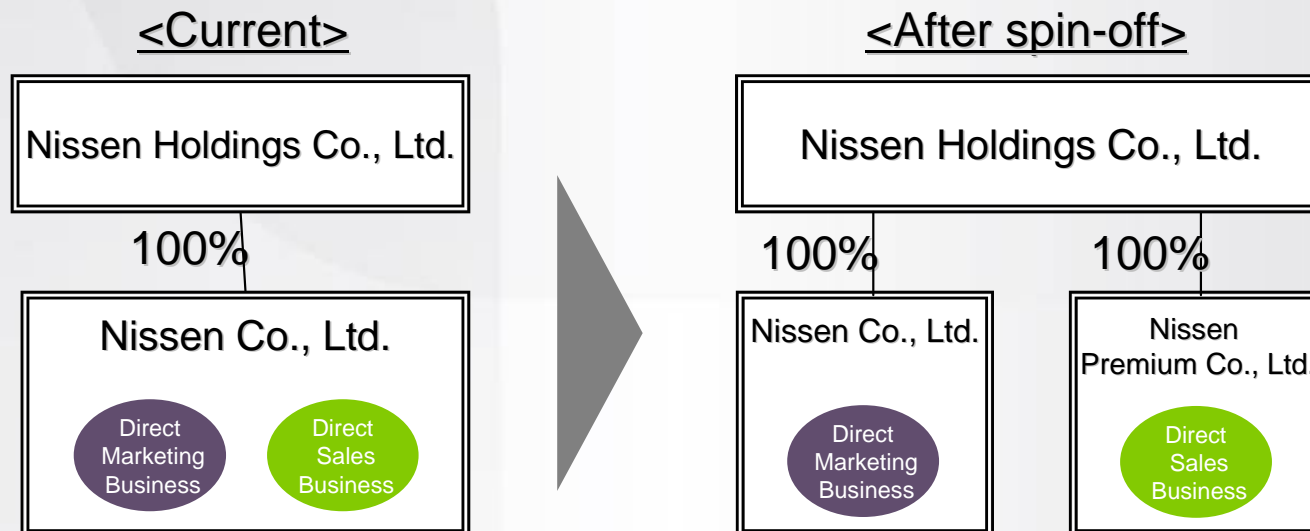 <Current>
Nissen Holdings Co., Ltd.
100%
Nissen Co., Ltd.
Direct
Marketing
Business
Direct
Sales
Business
<After spin-off>
Nissen Holdings Co., Ltd.
100%
100%
Nissen Co., Ltd.
Direct
Marketing
Business
Nissen
Premium Co., Ltd.
Direct
Sales
Business